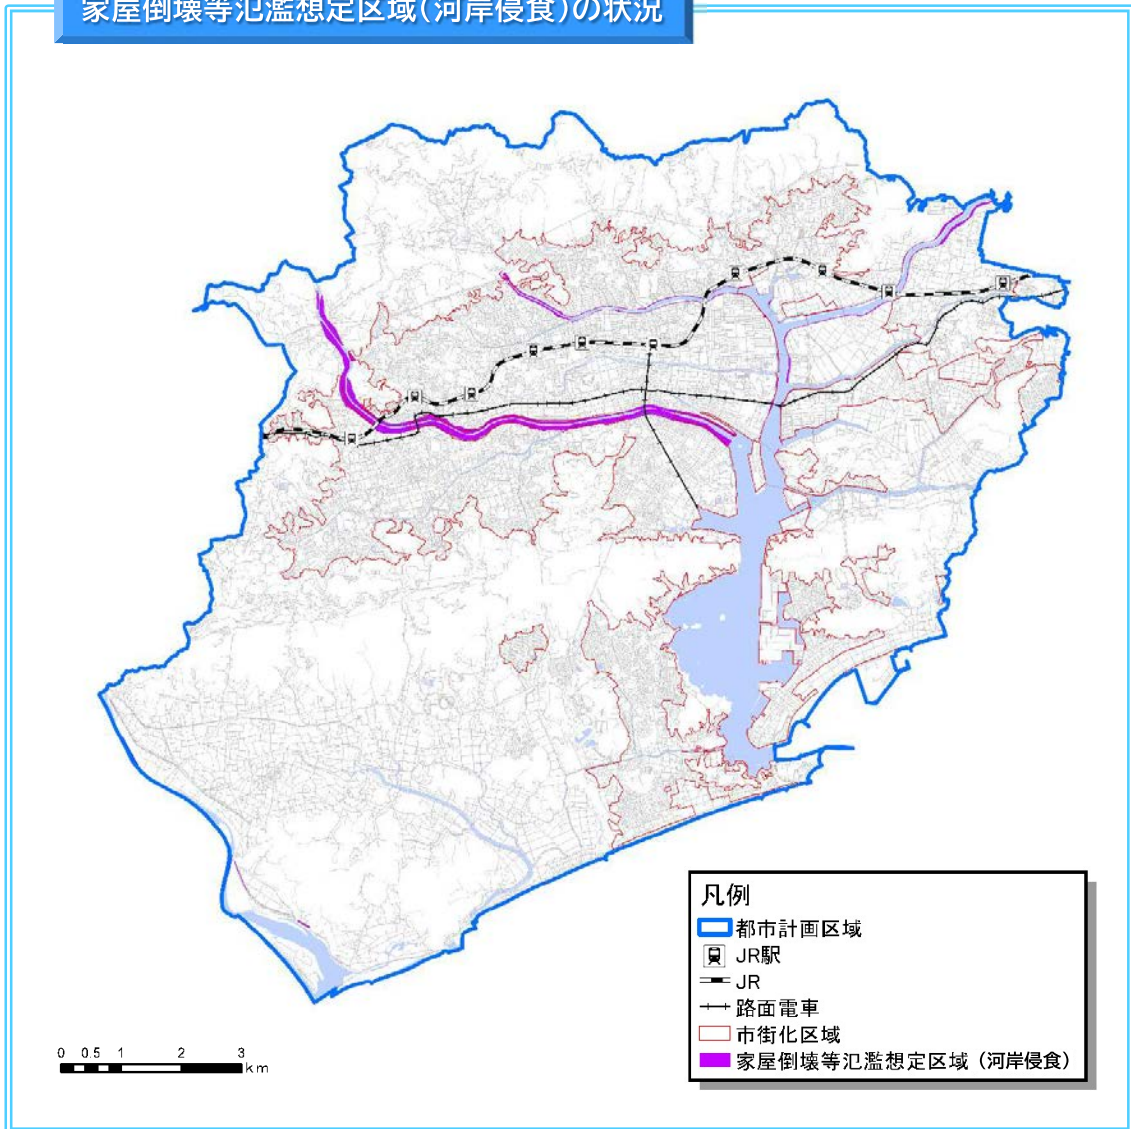 家屋倒壊等氾濫想定区域(河岸侵食)の状況
凡例
都市計画区域
JR駅
JR
路面電車
市街化区域
家屋倒壊等氾濫想定区域（河岸侵食）
0 0.5 1 2 3
km